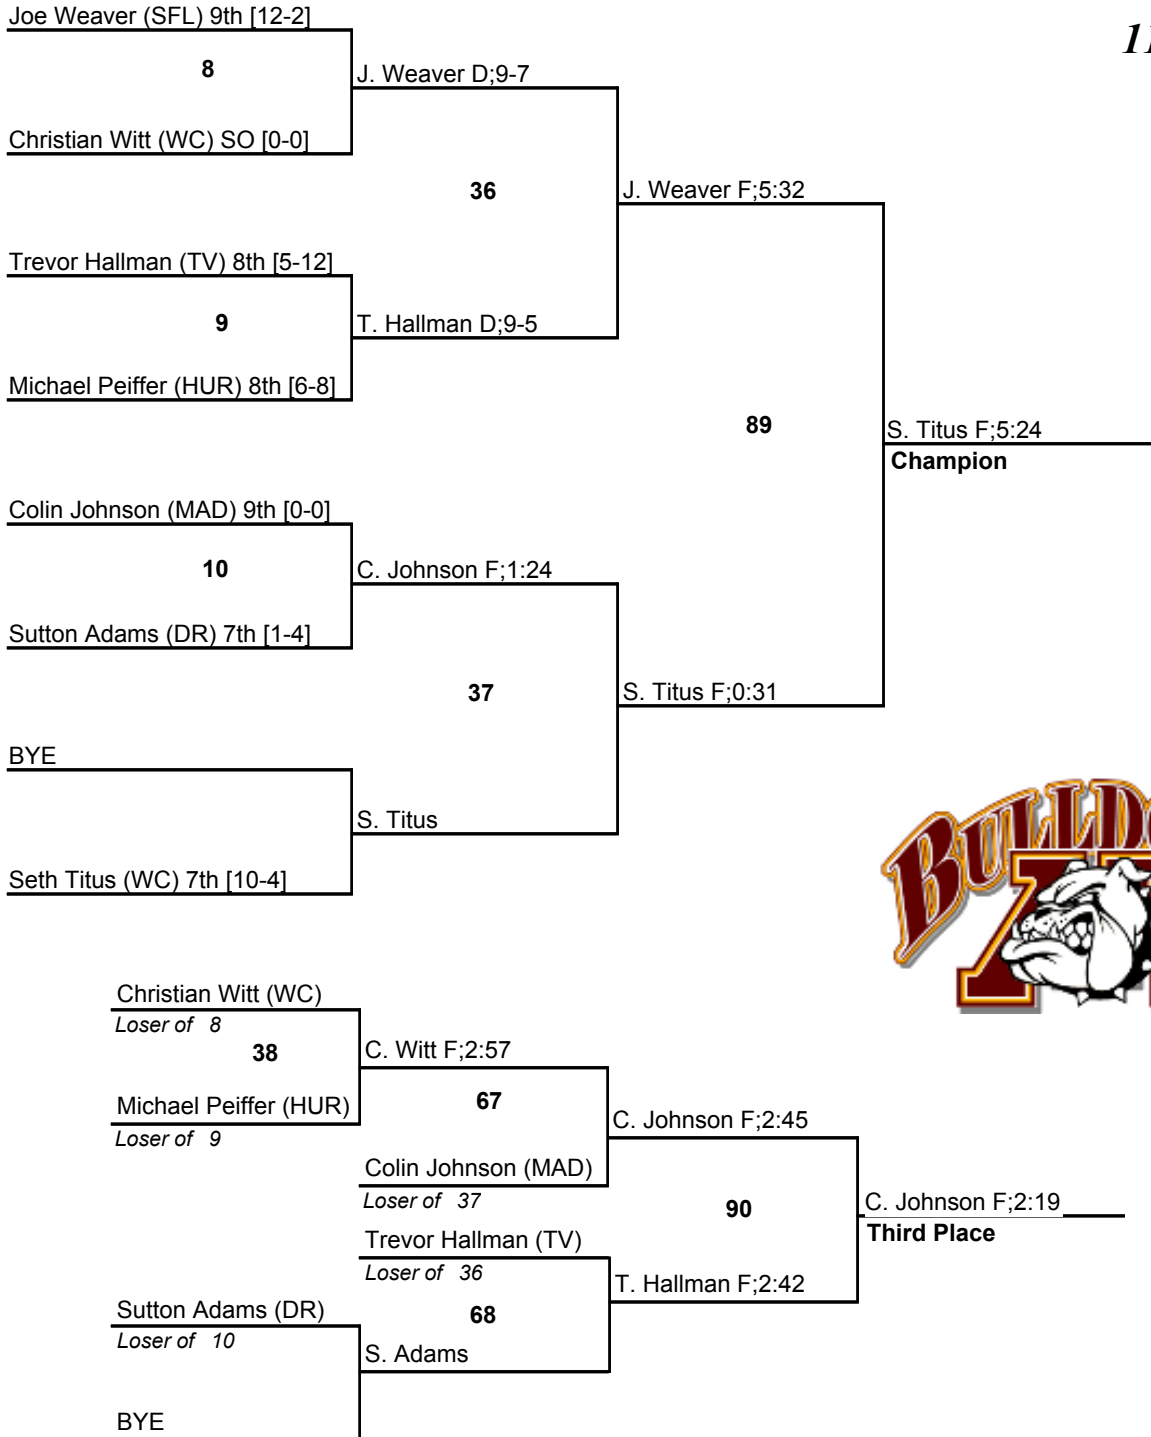 Joe Weaver (SFL) 9th [12-2]
11
8
J. Weaver D;9-7
Christian Witt (WC) SO [0-0]
36
J. Weaver F;5:32
Trevor Hallman (TV) 8th [5-12]
9
T. Hallman D;9-5
Michael Peiffer (HUR) 8th [6-8]
89
S. Titus F;5:24
Champion
Colin Johnson (MAD) 9th [0-0]
10
C. Johnson F;1:24
Sutton Adams (DR) 7th [1-4]
37
S. Titus F;0:31
BYE
S. Titus
Seth Titus (WC) 7th [10-4]
BULLD
Christian Witt (WC)
Loser of 8
38
C. Witt F;2:57
Michael Peiffer (HUR)
Loser of 9
67
C. Johnson F;2:45
Colin Johnson (MAD)
Loser of 37
90
C. Johnson F;2:19
Third Place
Trevor Hallman (TV)
Loser of 36
T. Hallman F;2:42
Sutton Adams (DR)
Loser of 10
68
S. Adams
BYE